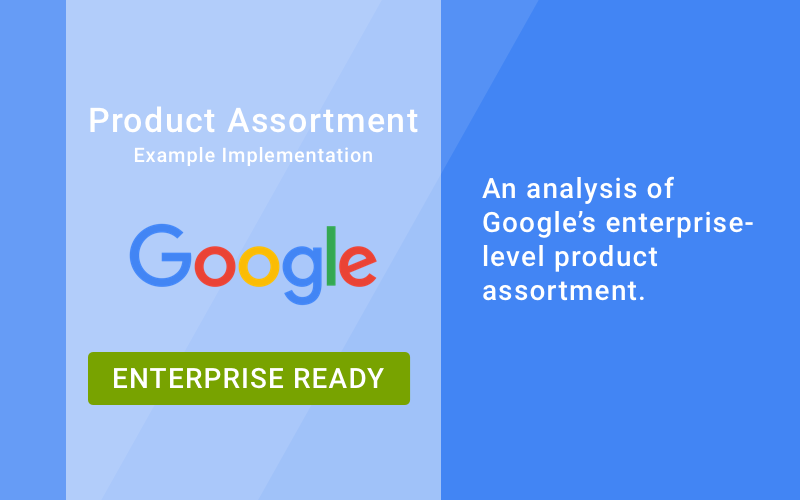 Product Assortment
Example Implementation
Google
ENTERPRISE READY
An analysis of
Google’s enterprise-
level product
assortment.